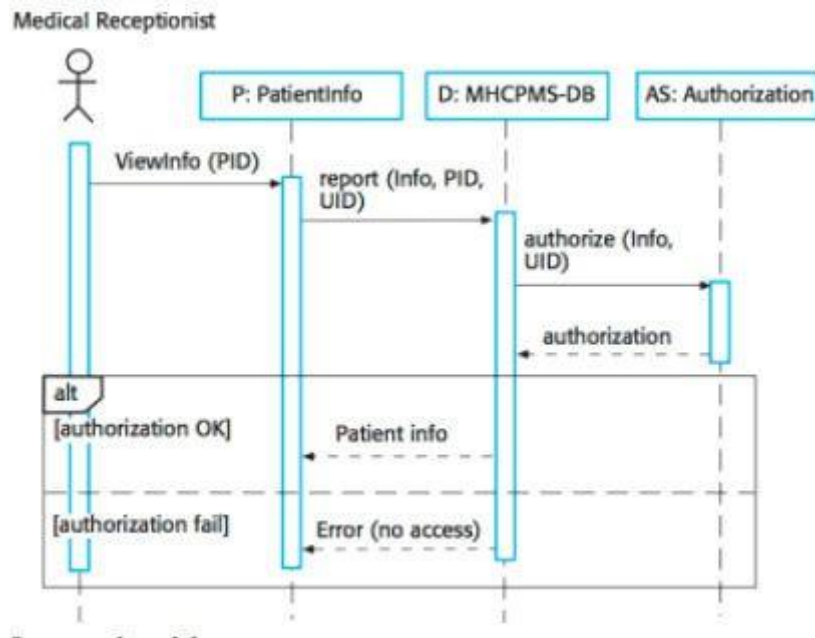 Medical Receptionist
P: PatientInfo
D: MHCPMS-DB
AS: Authorization
ViewInfo (PID)
report (Info, PID,
UID)
authorize (Info,
UID)
authorization
alt
[authorization OK]
Patient info
[authorization fail]
Error (no access)